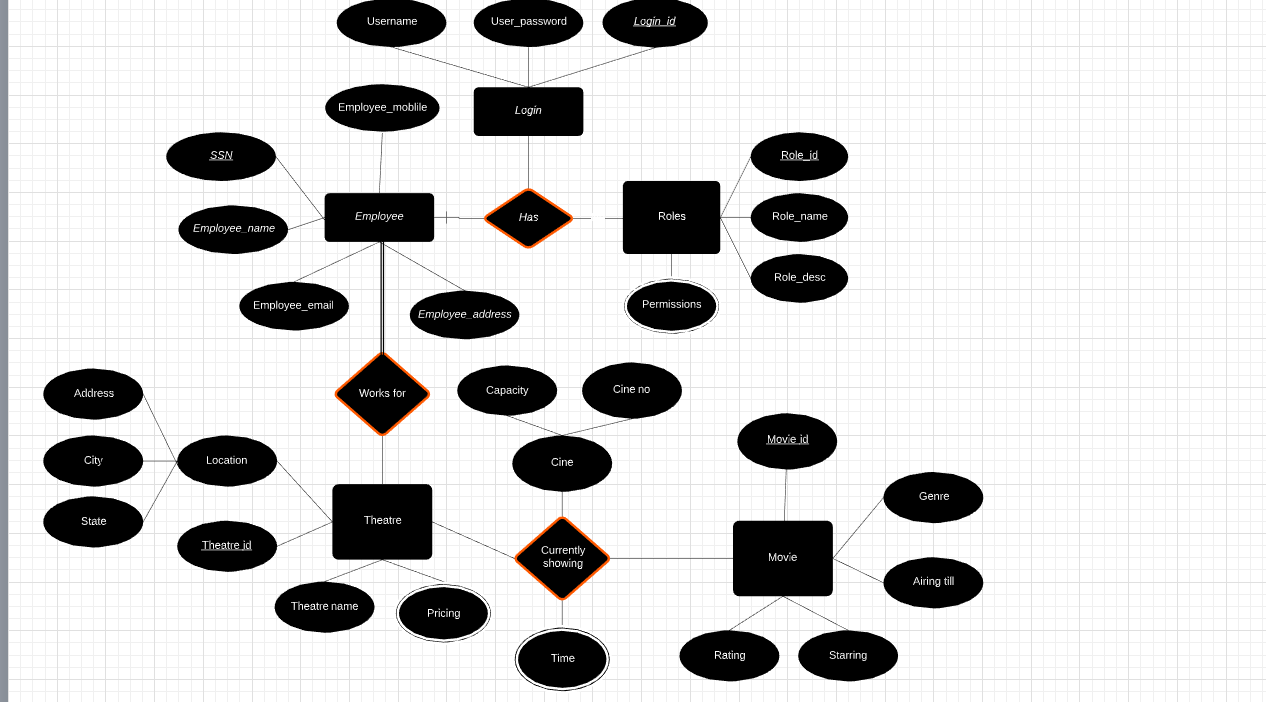 Username
User_password
Login_id
Employee_moblile
Login
SSN
Role_id
Employee_name
Employee
Has
Roles
Role_name
Role_desc
Employee_email
Employee_address
Permissions
Address
Works for
Capacity
Cine no
Movie id
City
Location
Cine
Genre
State
Theatre
Theatre id
Currently
showing
Movie
Airing till
Theatre name
Pricing
Time
Rating
Starring